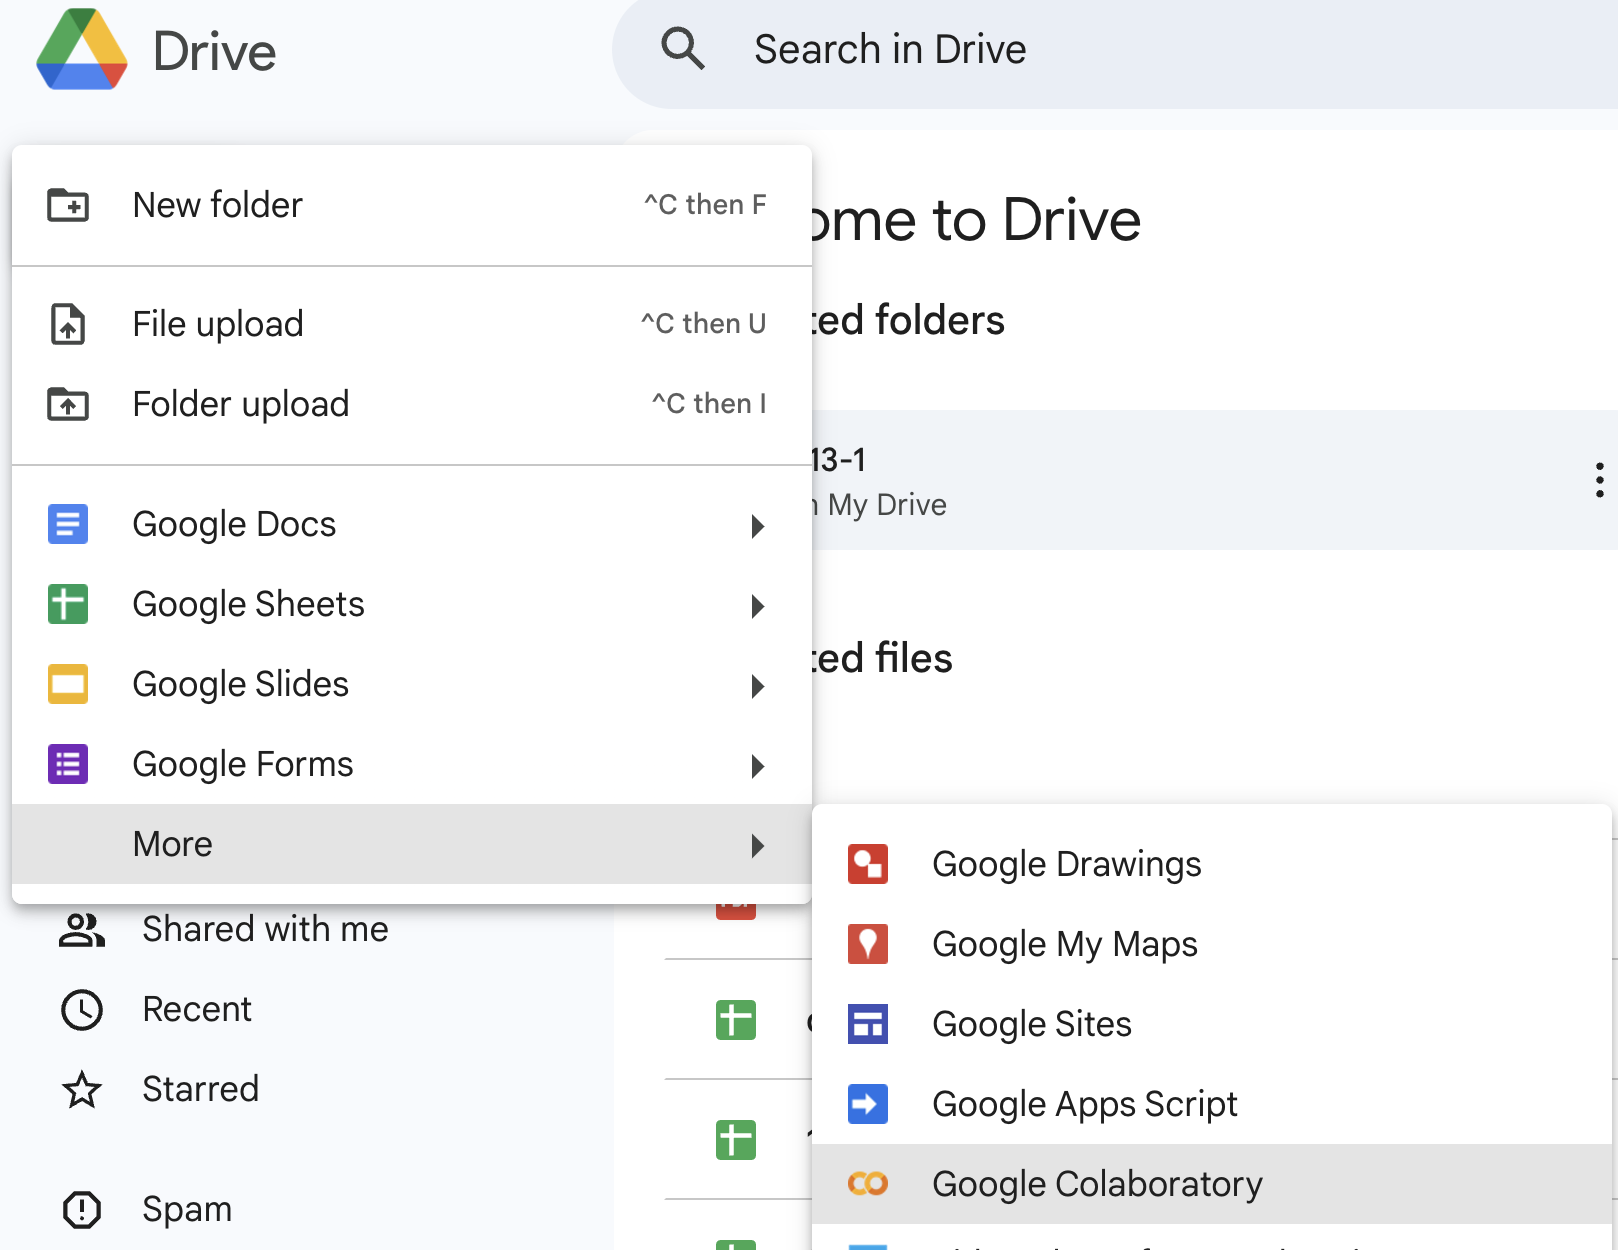 Drive
Search in Drive
New folder ^C then F
File upload ^C then U
Folder upload ^C then I
Google Docs
Google Sheets
Google Slides
Google Forms
More
Shared with me
Recent
Starred
Spam
ome to Drive
ted folders
13-1
My Drive
ted files
Google Drawings
Google My Maps
Google Sites
Google Apps Script
Google Colaboratory